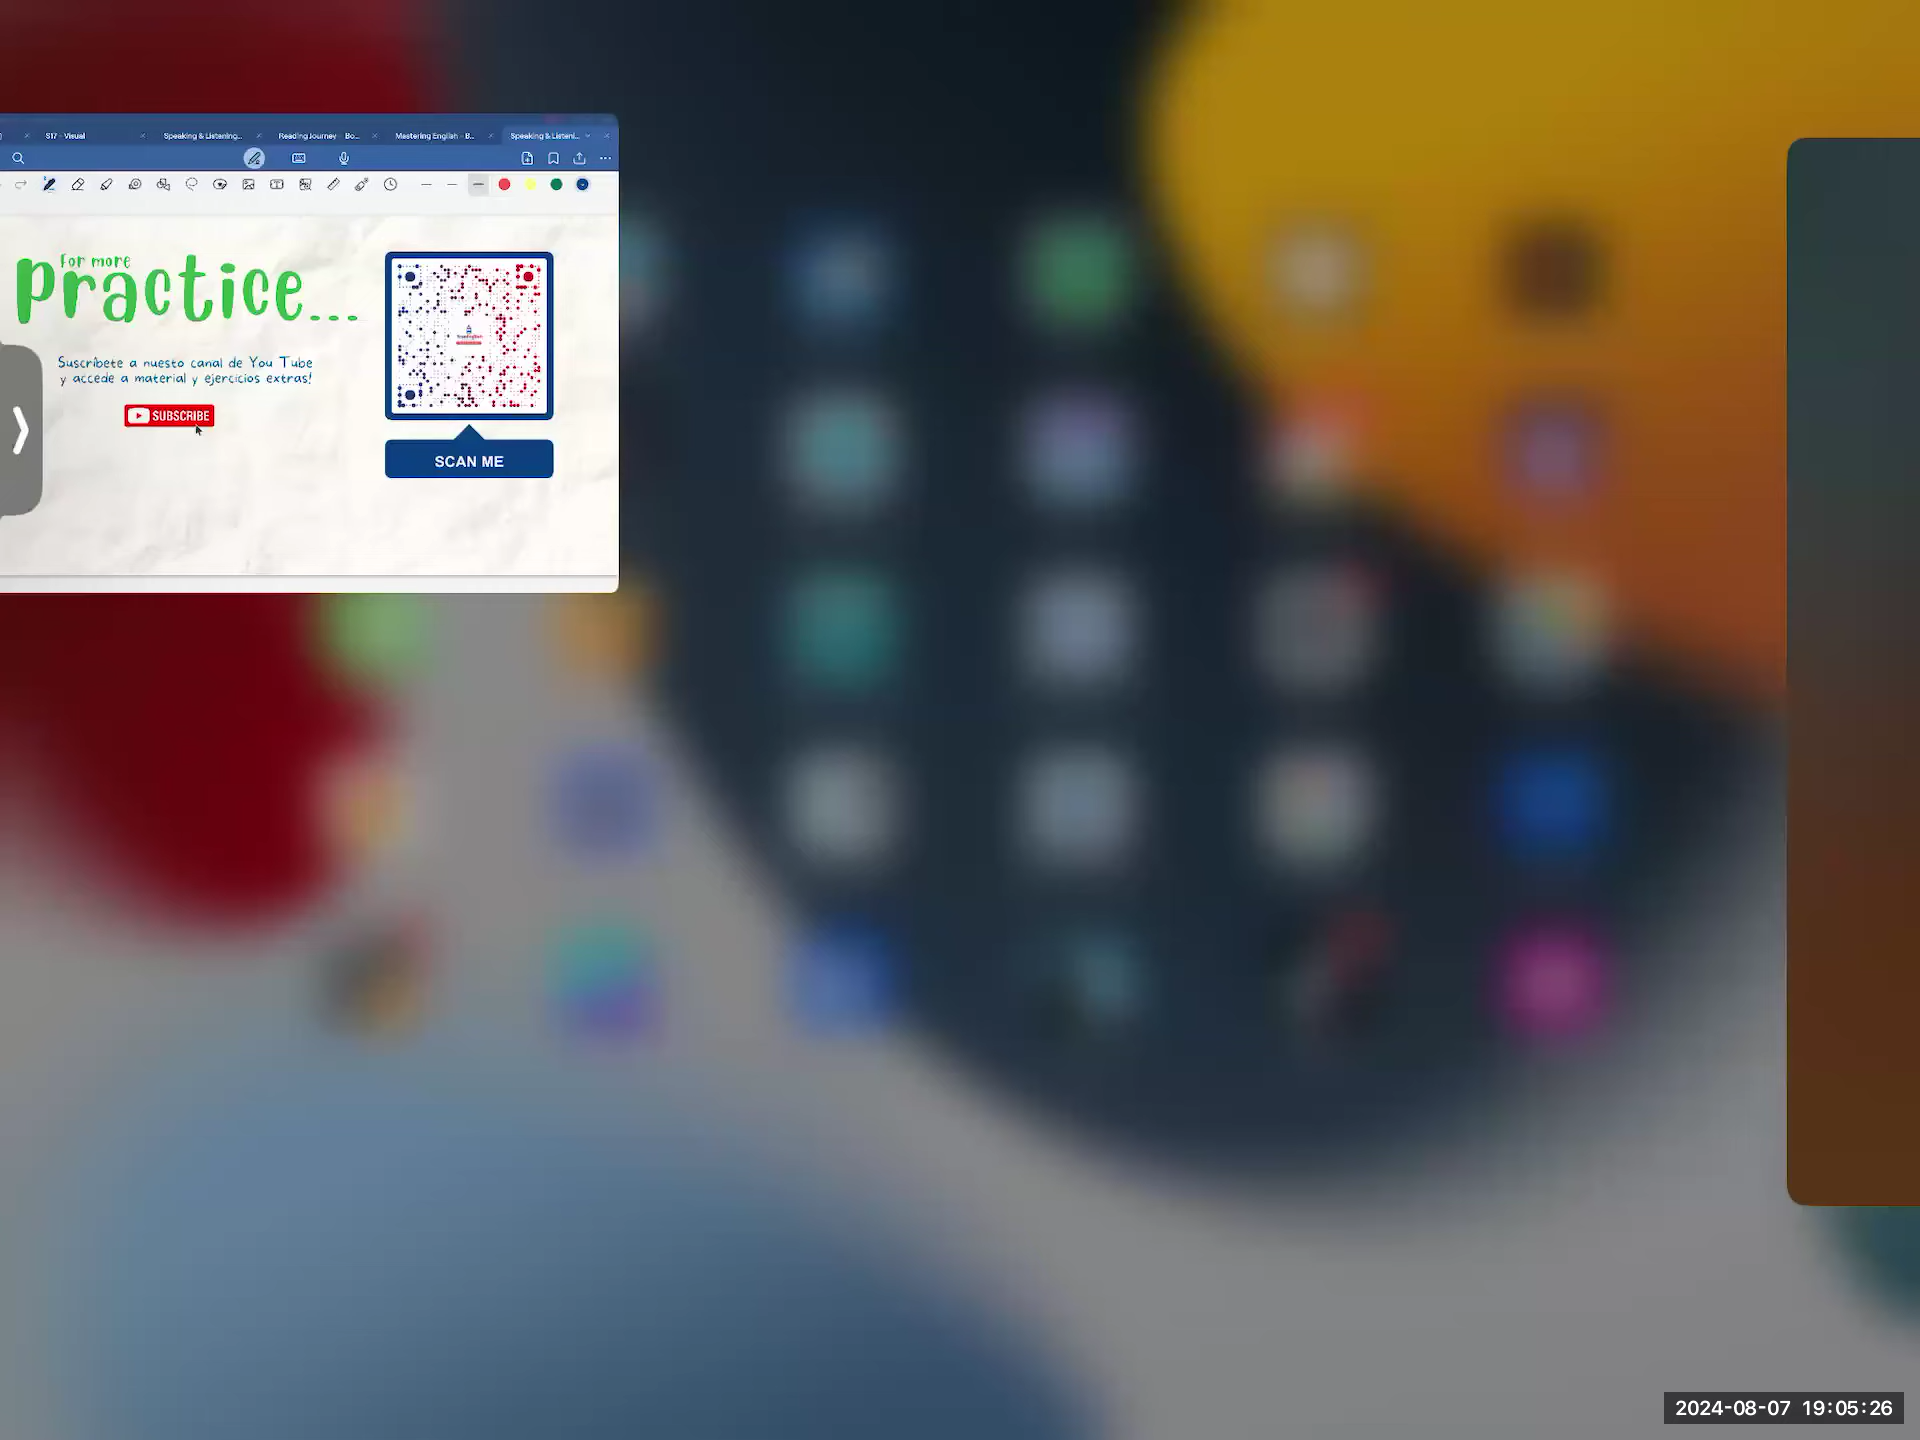 S17 - Visual
Speaking & Listening...
Reading Journey - Bo...
Mastering English - B...
Speaking & Listeni...
For more
practice...
Suscríbete a nuesto canal de You Tube
y accede a material y ejercicios extras!
SUBSCRIBE
SCAN ME
2024-08-07 19:05:26